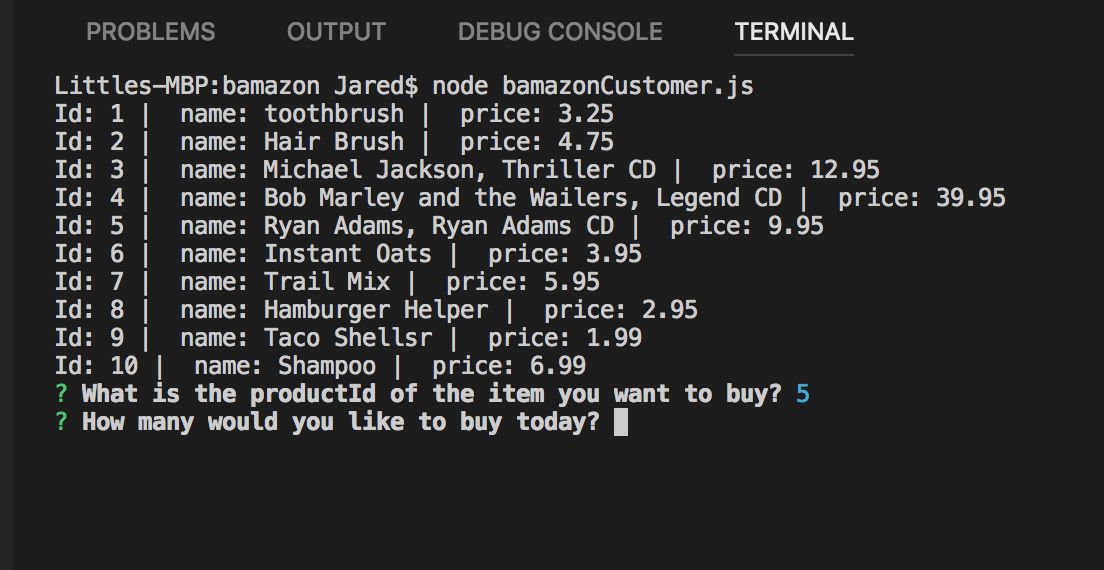 PROBLEMS OUTPUT DEBUG CONSOLE TERMINAL
Littles-MBP:bamazon Jared$ node bamazonCustomer.js
Id: 1 |  name: toothbrush |  price: 3.25
Id: 2 |  name: Hair Brush |  price: 4.75
Id: 3 |  name: Michael Jackson, Thriller CD |  price: 12.95
Id: 4 |  name: Bob Marley and the Wailers, Legend CD |  price: 39.95
Id: 5 |  name: Ryan Adams, Ryan Adams CD |  price: 9.95
Id: 6 |  name: Instant Oats |  price: 3.95
Id: 7 |  name: Trail Mix |  price: 5.95
Id: 8 |  name: Hamburger Helper |  price: 2.95
Id: 9 |  name: Taco Shellsr |  price: 1.99
Id: 10 |  name: Shampoo |  price: 6.99
? What is the productId of the item you want to buy? 5
? How many would you like to buy today?